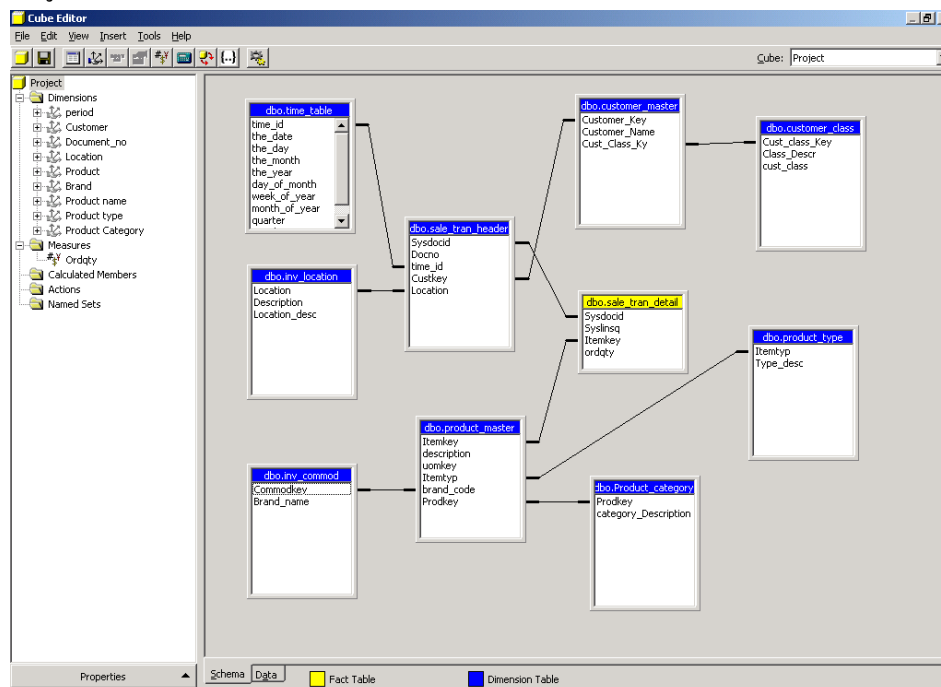 Cube Editor
File Edit View Insert Tools Help
Cube: Project
Project
Dimensions
period
Customer
Document_no
Location
Product
Brand
Product name
Product type
Product Category
Measures
Ordqty
Calculated Members
Actions
Named Sets
Properties
dbo.time_table
time_id
the_date
the_day
the_month
the_year
day_of_month
week_of_year
month_of_year
quarter
dbo.customer_master
Customer_Key
Customer_Name
Cust_Class_Ky
dbo.customer_class
Cust_class_Key
Class_Descr
cust_class
dbo.sale_tran_header
Sysdocid
Docno
time_id
Custkey
Location
dbo.inv_location
Location
Description
Location_desc
dbo.sale_tran_detail
Sysdocid
Syslinsq
Itemkey
ordqty
dbo.product_type
Itemtyp
Type_desc
dbo.product_master
Itemkey
description
uomkey
Itemtyp
brand_code
Prodkey
dbo.inv_commod
Commodkey
Brand_name
dbo.Product_category
Prodkey
category_Description
Schema Data
Fact Table
Dimension Table